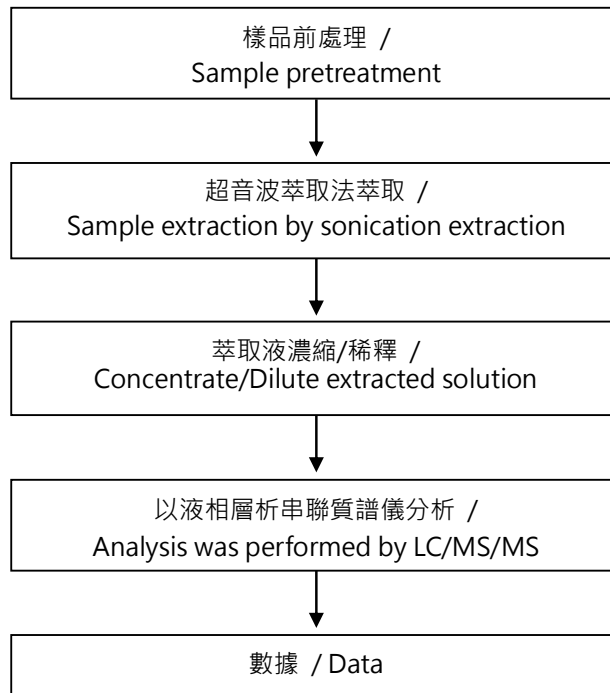 樣品前處理 /
Sample pretreatment
超音波萃取法萃取 /
Sample extraction by sonication extraction
萃取液濃縮/稀釋 /
Concentrate/Dilute extracted solution
以液相層析串聯質譜儀分析 /
Analysis was performed by LC/MS/MS
數據 / Data